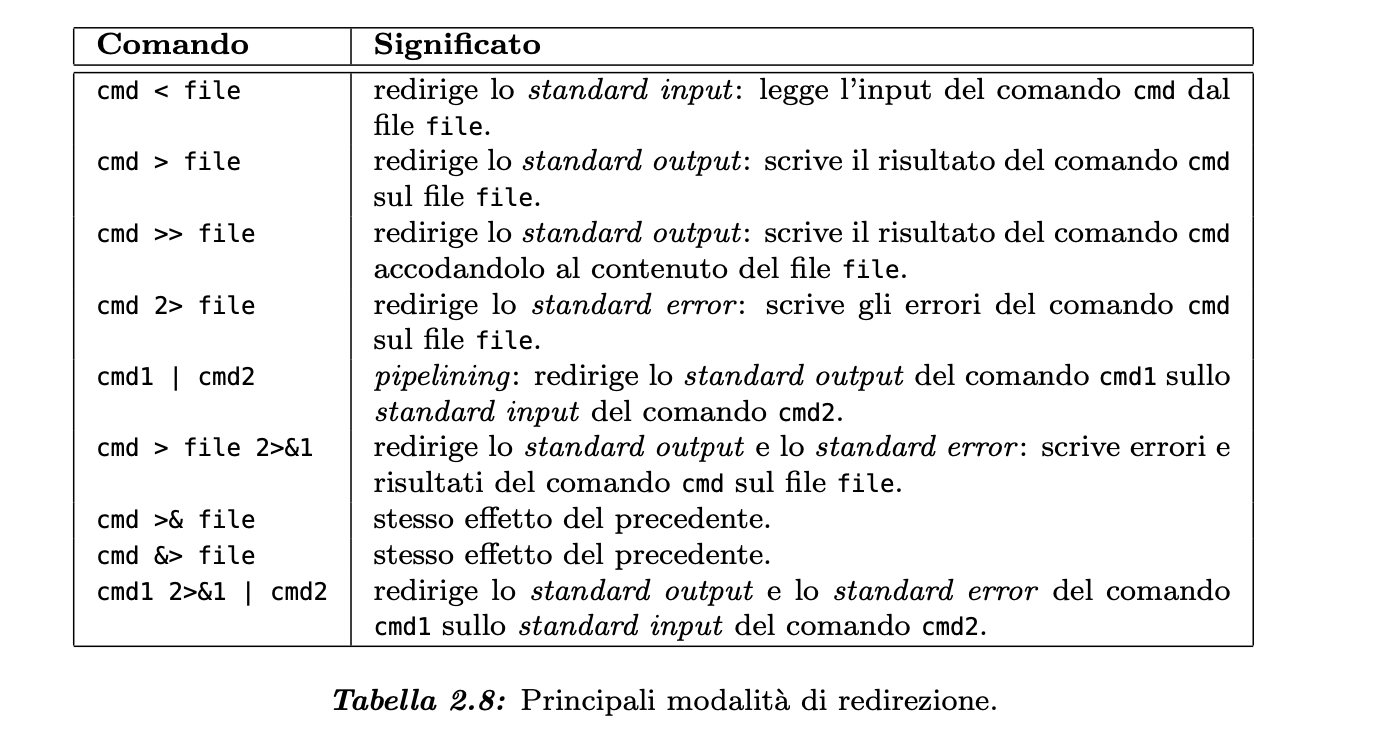 Comando Significato
cmd < file redirige lo standard input: legge l'input del comando cmd dal
file file.
cmd > file redirige lo standard output: scrive il risultato del comando cmd
sul file file.
cmd >> file redirige lo standard output: scrive il risultato del comando cmd
accodandolo al contenuto del file file.
cmd 2> file redirige lo standard error: scrive gli errori del comando cmd
sul file file.
cmd1 | cmd2 pipelining: redirige lo standard output del comando cmd1 sullo
standard input del comando cmd2.
cmd > file 2>&1 redirige lo standard output e lo standard error: scrive errori e
risultati del comando cmd sul file file.
cmd >& file stesso effetto del precedente.
cmd &> file stesso effetto del precedente.
cmd1 2>&1 | cmd2 redirige lo standard output e lo standard error del comando
cmd1 sullo standard input del comando cmd2.
Tabella 2.8: Principali modalità di redirezione.